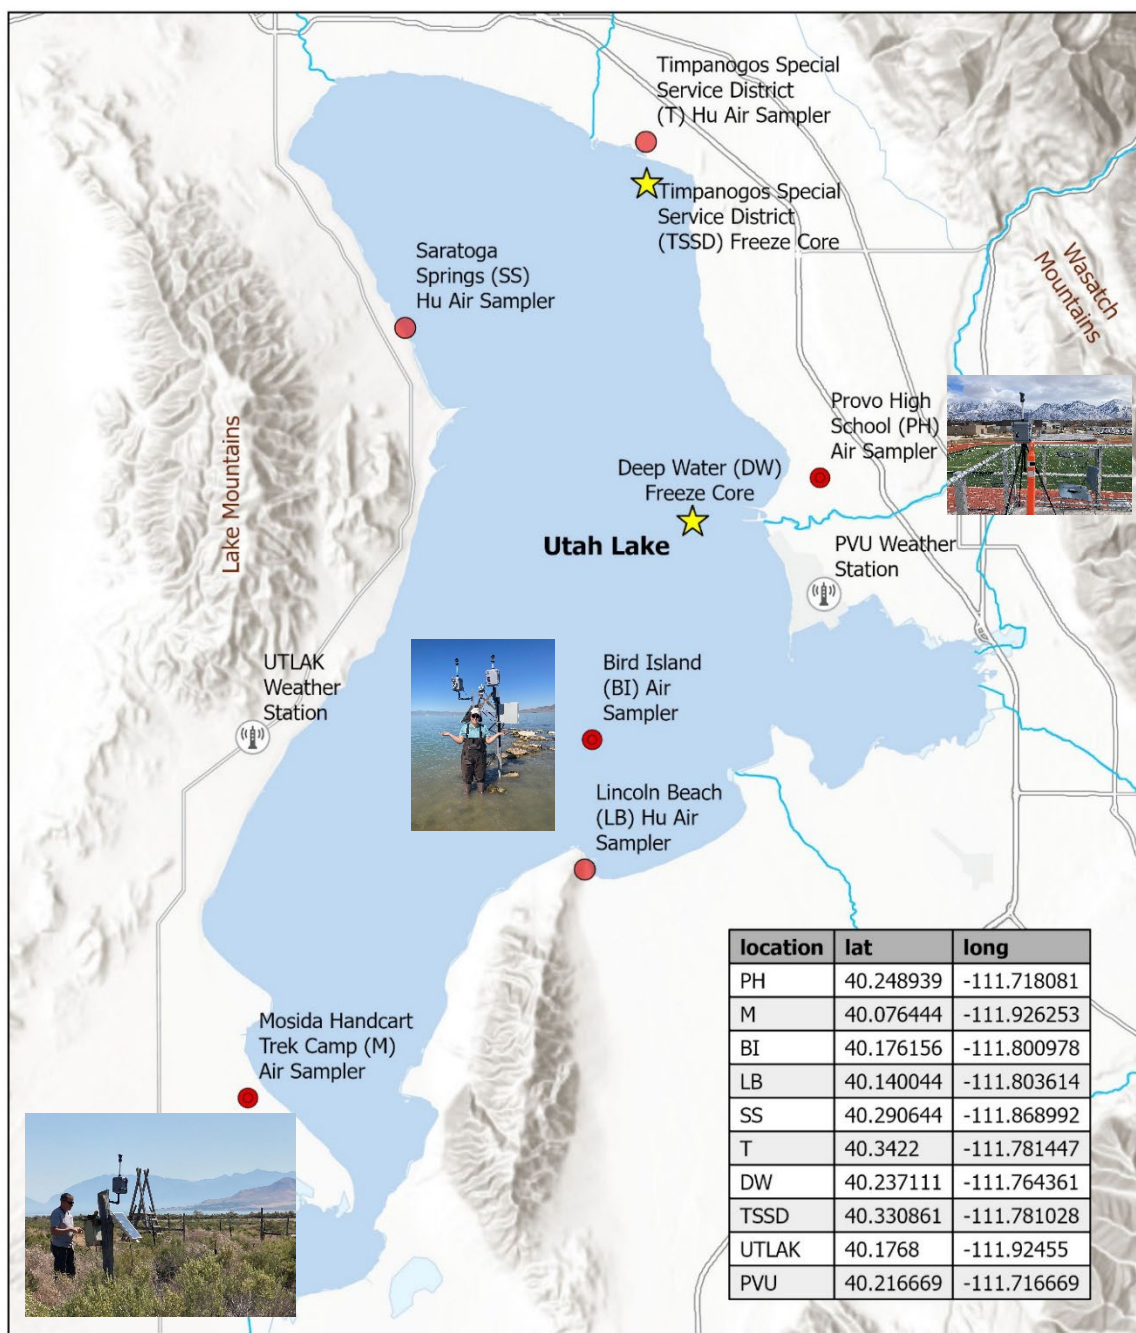 Timpanogos Special
Service District
(T) Hu Air Sampler
Timpanogos Special
Service District
(TSSD) Freeze Core
Saratoga
Springs (SS)
Hu Air Sampler
Wasatch
Mountains
Provo High
School (PH)
Air Sampler
Lake Mountains
Deep Water (DW)
Freeze Core
Utah Lake
PVU Weather
Station
UTLAK
Weather
Station
Bird Island
(BI) Air
Sampler
Lincoln Beach
(LB) Hu Air
Sampler
Mosida Handcart
Trek Camp (M)
Air Sampler
location lat long
PH 40.248939 -111.718081
M 40.076444 -111.926253
BI 40.176156 -111.800978
LB 40.140044 -111.803614
SS 40.290644 -111.868992
T 40.3422 -111.781447
DW 40.237111 -111.764361
TSSD 40.330861 -111.781028
UTLAK 40.1768 -111.92455
PVU 40.216669 -111.716669